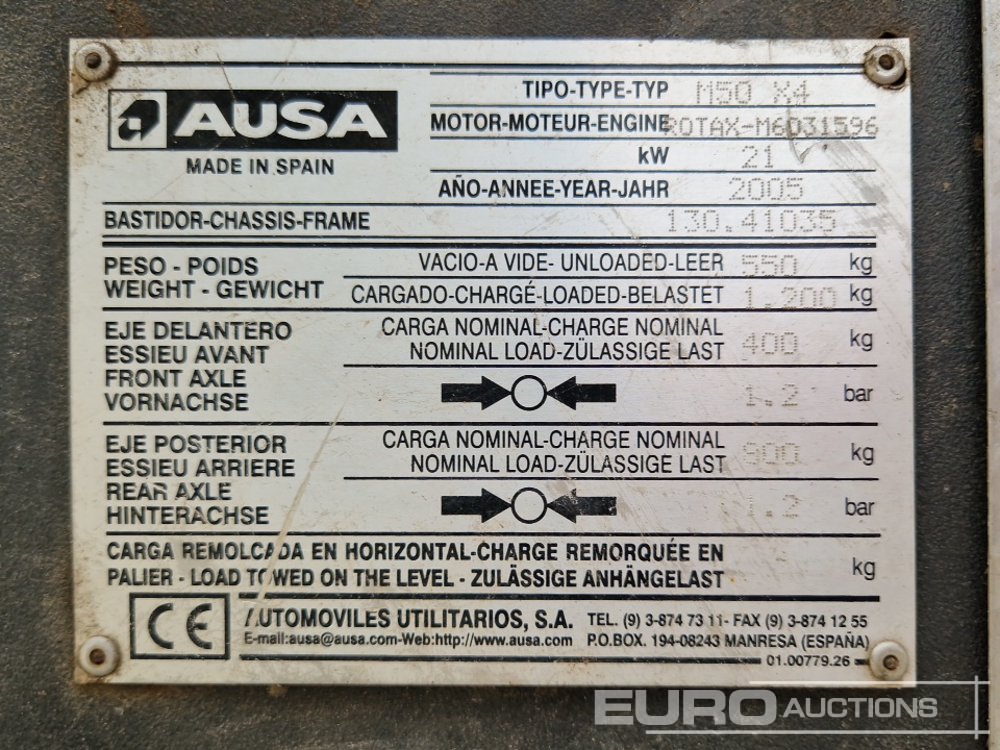 AUSA
MADE IN SPAIN
TIPO-TYPE-TYP M50 X4
MOTOR-MOTEUR-ENGINE ROTAX-M6031596
kW 21
AÑO-ANNEE-YEAR-JAHR 2005
BASTIDOR-CHASSIS-FRAME 130.41035
PESO - POIDS
WEIGHT - GEWICHT
VACIO-A VIDE- UNLOADED-LEER 550 kg
CARGADO-CHARGÉ-LOADED-BELASTET 1.200 kg
EJE DELANTERO
ESSIEU AVANT
FRONT AXLE
VORNACHSE
CARGA NOMINAL-CHARGE NOMINAL
NOMINAL LOAD-ZÜLASSIGE LAST 400 kg
1.2 bar
EJE POSTERIOR
ESSIEU ARRIERE
REAR AXLE
HINTERACHSE
CARGA NOMINAL-CHARGE NOMINAL
NOMINAL LOAD-ZÜLASSIGE LAST kg
1.2 bar
CARGA REMOLCADA EN HORIZONTAL-CHARGE REMORQUÉE EN
PALIER - LOAD TOWED ON THE LEVEL - ZULÄSSIGE ANHÄNGELAST kg
CE
AUTOMOVILES UTILITARIOS, S.A.
E-mail:ausa@ausa.com-Web:http://www.ausa.com
TEL. (9) 3-874 73 11- FAX (9) 3-874 12 55
P.O.BOX. 194-08243 MANRESA (ESPAÑA)
01.00779.26
EURO AUCTIONS